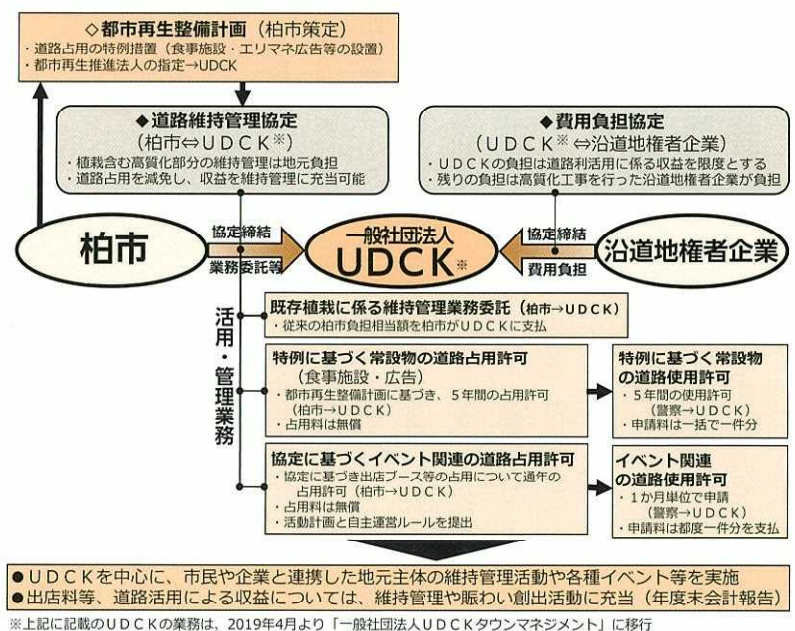 ◇都市再生整備計画（柏市策定）
・道路占用の特例措置（食事施設・エリマネ広告等の設置）
・都市再生推進法人の指定→UDCK
◆道路維持管理協定
（柏市⇔UDCK※）
・植栽含む高質化部分の維持管理は地元負担
・道路占用を減免し、収益を維持管理に充当可能
◆費用負担協定
（UDCK※⇔沿道地権者企業）
・UDCKの負担は道路利活用に係る収益を限度とする
・残りの負担は高質化工事を行った沿道地権者企業が負担
柏市
協定締結
業務委託等
一般社団法人
UDCK※
協定締結
費用負担
沿道地権者企業
活用・管理業務
既存植栽に係る維持管理業務委託（柏市→UDCK）
・従来の柏市負担相当額を柏市がUDCKに支払
特例に基づく常設物の道路占用許可
（食事施設・広告）
・都市再生整備計画に基づき、5年間の占用許可
（柏市→UDCK）
・占用料は無償
特例に基づく常設物
の道路使用許可
・5年間の使用許可
（警察→UDCK）
・申請料は一括で一件分
協定に基づくイベント関連の道路占用許可
・協定に基づき出店ブース等の占用について通年の
占用許可（柏市→UDCK）
・占用料は無償
・活動計画と自主運営ルールを提出
イベント関連
の道路使用許可
・1か月単位で申請
（警察→UDCK）
・申請料は都度一件分を支払
●UDCKを中心に、市民や企業と連携した地元主体の維持管理活動や各種イベント等を実施
●出店料等、道路活用による収益については、維持管理や賑わい創出活動に充当（年度末会計報告）
※上記に記載のUDCKの業務は、2019年4月より「一般社団法人UDCKタウンマネジメント」に移行